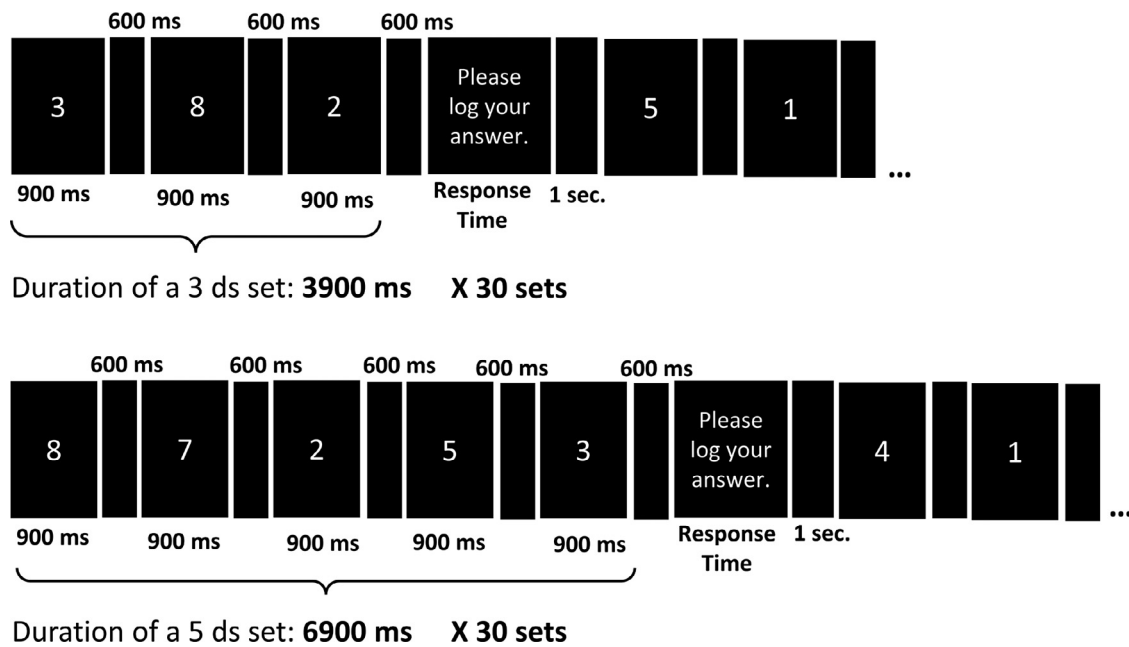 600 ms 600 ms 600 ms
3 8 2 Please log your answer. 5 1
900 ms 900 ms 900 ms Response Time 1 sec. ...
Duration of a 3 ds set: 3900 ms X 30 sets
600 ms 600 ms 600 ms 600 ms 600 ms
8 7 2 5 3 Please log your answer. 4 1
900 ms 900 ms 900 ms 900 ms 900 ms Response Time 1 sec. ...
Duration of a 5 ds set: 6900 ms X 30 sets